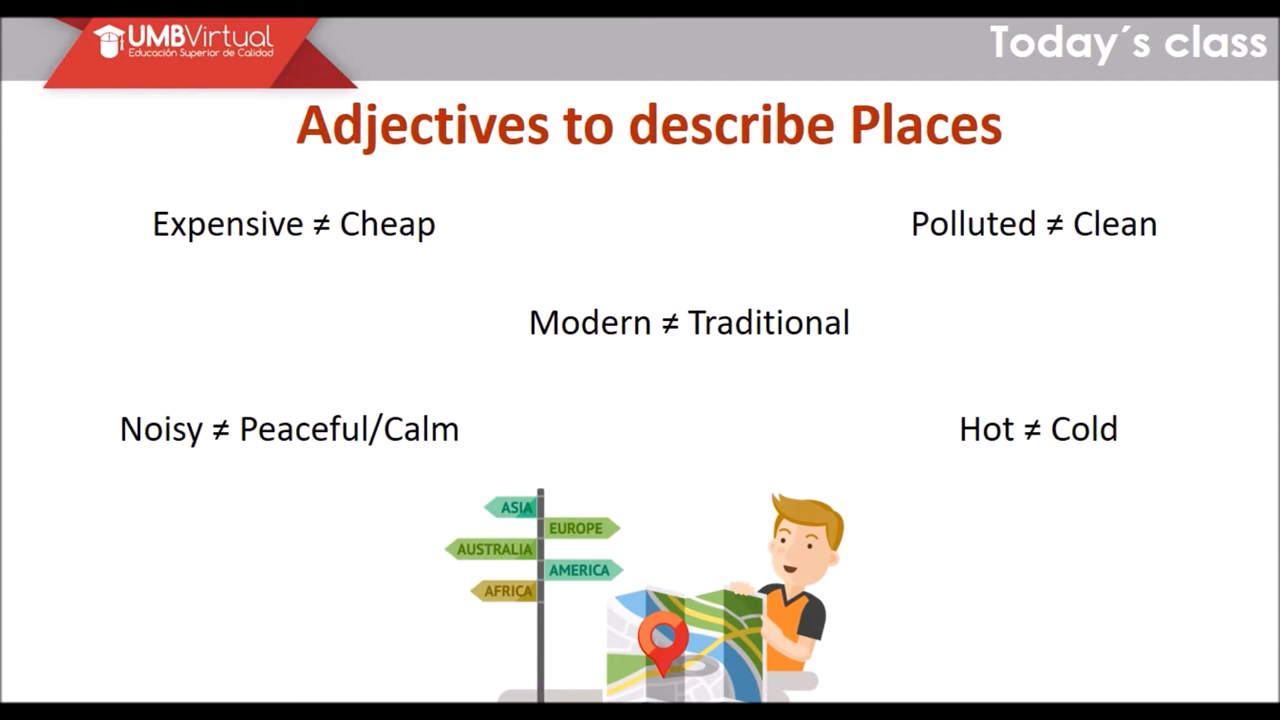 UMBVirtual
Educación Superior de Calidad
Today´s class
Adjectives to describe Places
Expensive ≠ Cheap
Polluted ≠ Clean
Modern ≠ Traditional
Noisy ≠ Peaceful/Calm
Hot ≠ Cold
ASIA
EUROPE
AUSTRALIA
AMERICA
AFRICA